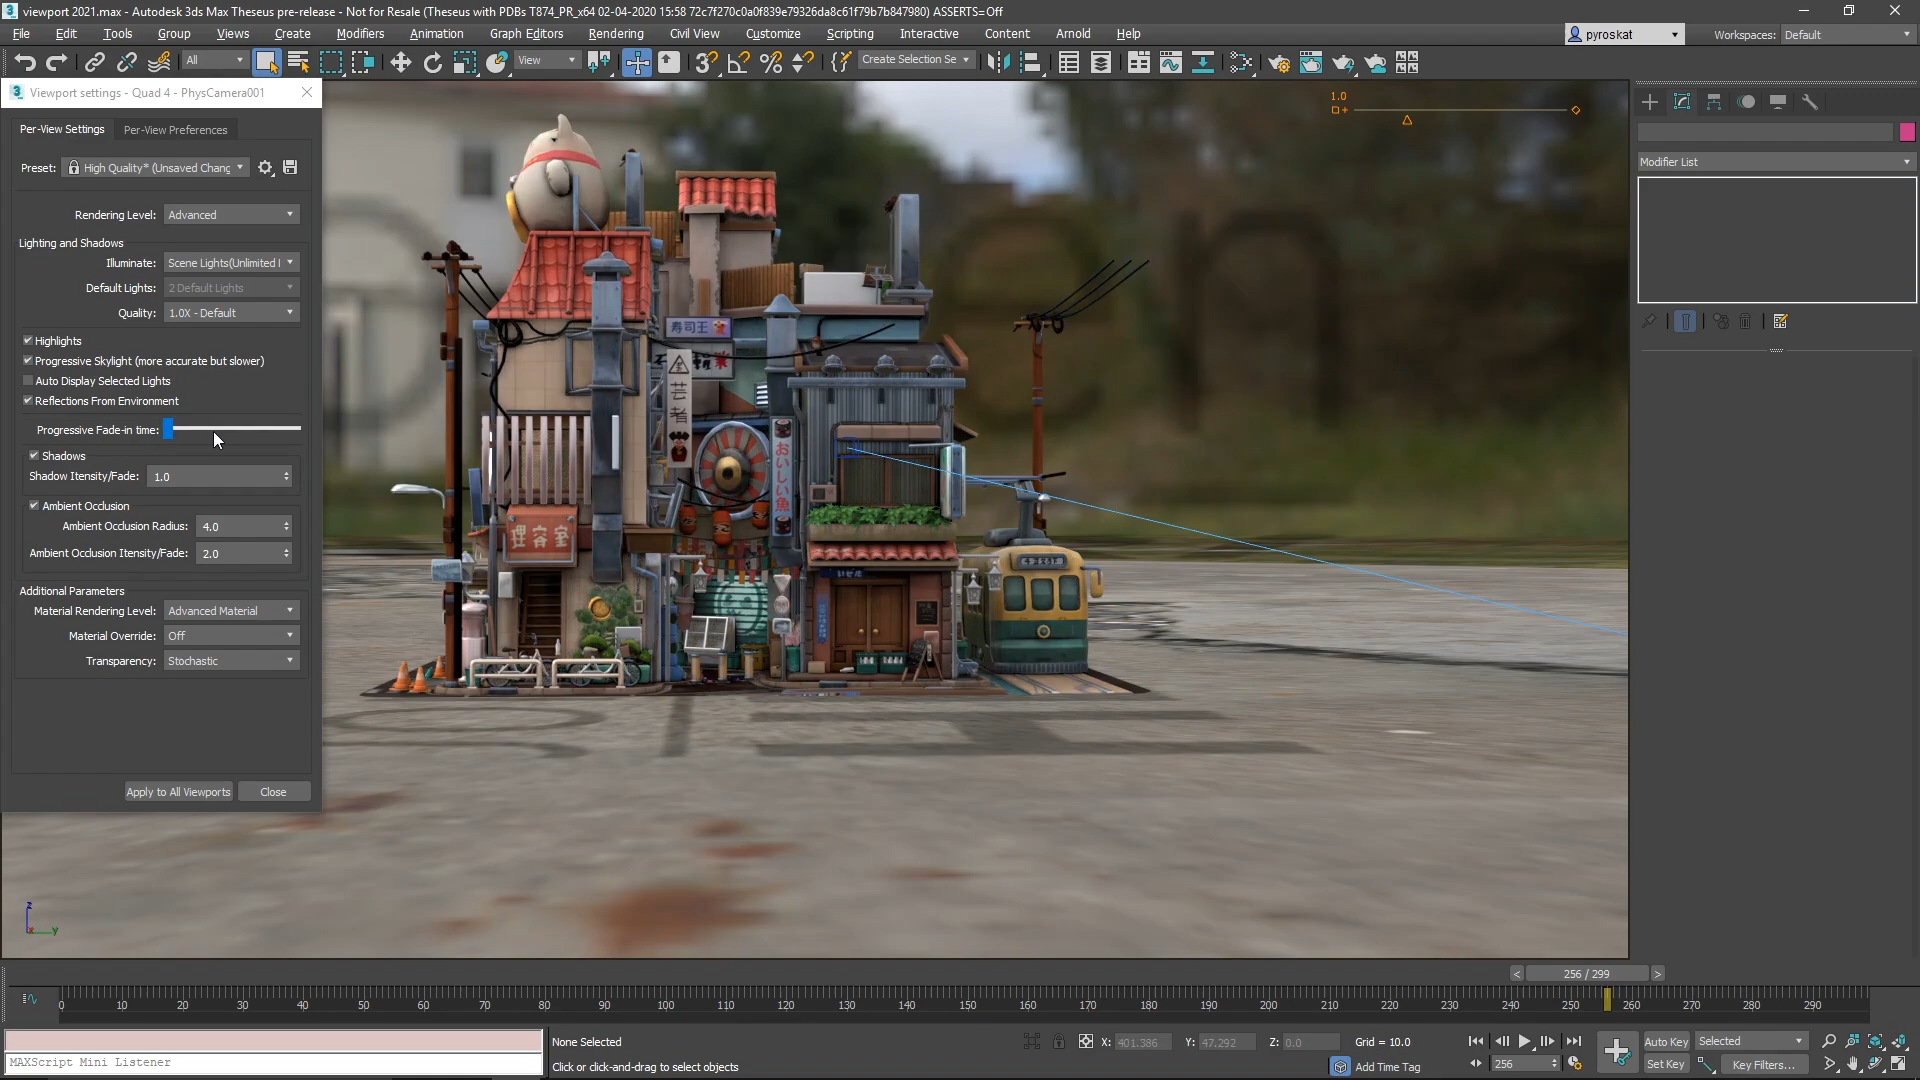 viewport 2021.max - Autodesk 3ds Max Theseus pre-release - Not for Resale (Theseus with PDBs T874_PR_x64 02-04-2020 15:58 72c7f270c0a0f839e79326da8c61f79b7b847980) ASSERTS=Off
File Edit Tools Group Views Create Modifiers Animation Graph Editors Rendering Civil View Customize Scripting Interactive Content Arnold Help
pyroskat
Workspaces: Default
All
View
Create Selection Se
Viewport settings - Quad 4 - PhysCamera001
Per-View Settings
Per-View Preferences
Preset: High Quality* (Unsaved Chang
Rendering Level: Advanced
Lighting and Shadows
Illuminate: Scene Lights(Unlimited l
Default Lights: 2 Default Lights
Quality: 1.0X - Default
Highlights
Progressive Skylight (more accurate but slower)
Auto Display Selected Lights
Reflections From Environment
Progressive Fade-in time:
Shadows
Shadow Itensity/Fade: 1.0
Ambient Occlusion
Ambient Occlusion Radius: 4.0
Ambient Occlusion Itensity/Fade: 2.0
Additional Parameters
Material Rendering Level: Advanced Material
Material Override: Off
Transparency: Stochastic
Apply to All Viewports
Close
1.0
寿司王
芸者
おいしい魚
理容室
Modifier List
z
x
y
< 256 / 299 >
0 10 20 30 40 50 60 70 80 90 100 110 120 130 140 150 160 170 180 190 200 210 220 230 240 250 260 270 280 290
MAXScript Mini Listener
None Selected
Click or click-and-drag to select objects
X: 401.386 Y: 47.292 Z: 0.0 Grid = 10.0
Add Time Tag
256
Auto Key Selected
Set Key Key Filters...